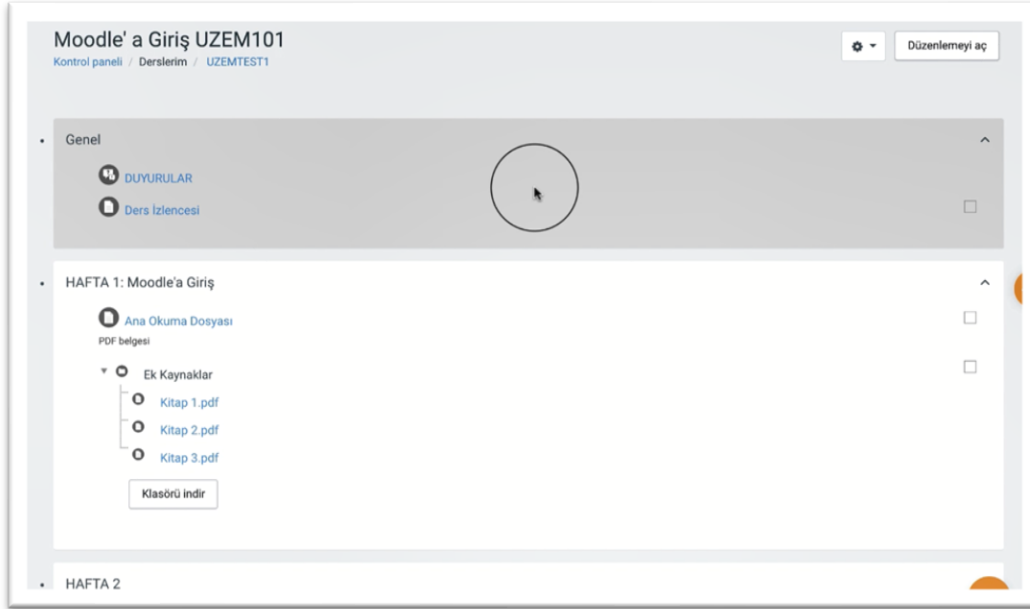 Moodle' a Giriş UZEM101
Kontrol paneli / Derslerim / UZEMTEST1
Düzenlemeyi aç
Genel
DUYURULAR
Ders İzlencesi
HAFTA 1: Moodle'a Giriş
Ana Okuma Dosyası
PDF belgesi
Ek Kaynaklar
Kitap 1.pdf
Kitap 2.pdf
Kitap 3.pdf
Klasörü indir
HAFTA 2